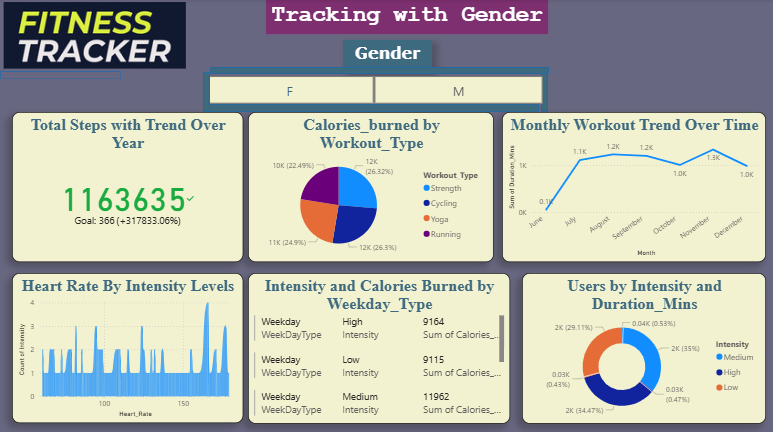 FITNESS
TRACKER
Tracking with Gender
Gender
F
M
Total Steps with Trend Over
Year
1163635
Goal: 366 (+317833.06%)
Calories_burned by
Workout_Type
10K (22.49%)
12K
(26.32%)
11K (24.9%)
12K (26.3%)
Workout_Type
Strength
Cycling
Yoga
Running
Monthly Workout Trend Over Time
Sum of Duration_Mins
1K
0K
0.1K
1.1K
1.2K
1.2K
1.0K
1.3K
1.0K
June
July
August
September
October
November
December
Month
Heart Rate By Intensity Levels
Count of Intensity
4
3
2
1
0
100
150
Heart_Rate
Intensity and Calories Burned by
Weekday_Type
Weekday High 9164
WeekDayType Intensity Sum of Calories_...
Weekday Low 9115
WeekDayType Intensity Sum of Calories_...
Weekday Medium 11962
WeekDayType Intensity Sum of Calories_...
Users by Intensity and
Duration_Mins
2K (29.11%)
0.04K (0.53%)
2K (35%)
0.03K
(0.43%)
0.03K
(0.47%)
2K (34.47%)
Intensity
Medium
High
Low